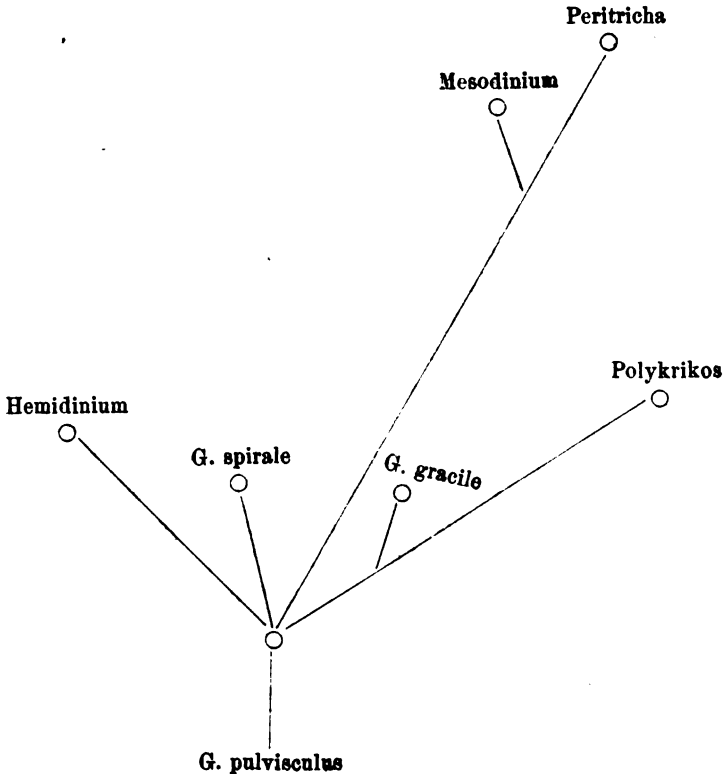 Peritricha
Mesodinium
Polykrikos
Hemidinium
G. spirale
G. gracile
G. pulvisculus